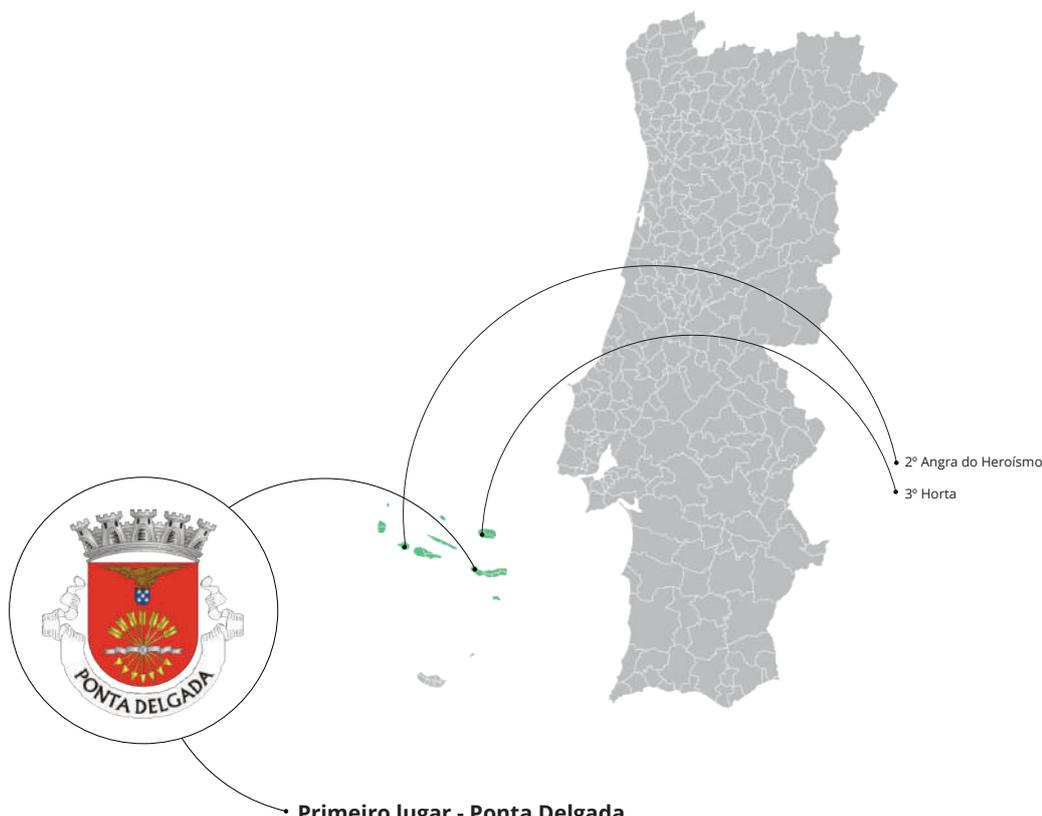 2º Angra do Heroísmo
3º Horta
PONTA DELGADA
Primeiro lugar - Ponta Delgada